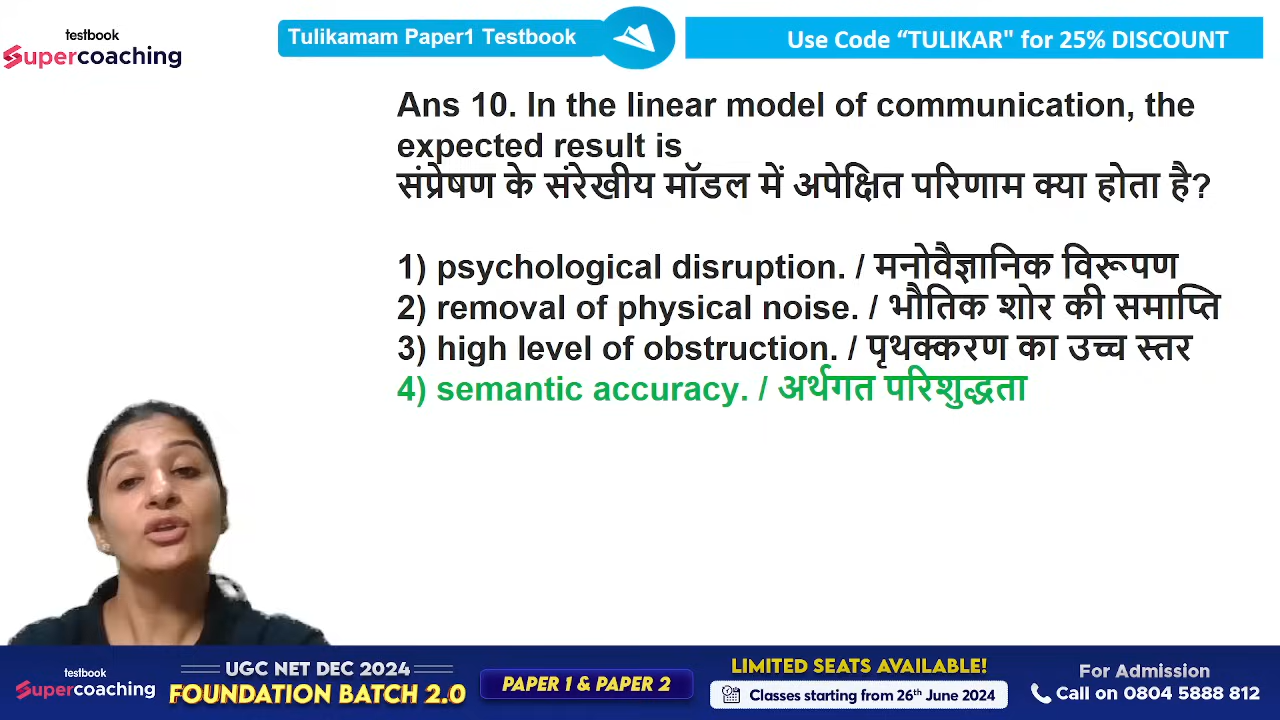 testbook
Supercoaching
Tulikamam Paper1 Testbook
Use Code “TULIKAR" for 25% DISCOUNT
Ans 10. In the linear model of communication, the
expected result is
संप्रेषण के संरेखीय मॉडल में अपेक्षित परिणाम क्या होता है?
1) psychological disruption. / मनोवैज्ञानिक विरूपण
2) removal of physical noise. / भौतिक शोर की समाप्ति
3) high level of obstruction. / पृथक्करण का उच्च स्तर
4) semantic accuracy. / अर्थगत परिशुद्धता
testbook
Supercoaching
UGC NET DEC 2024
FOUNDATION BATCH 2.0
PAPER 1 & PAPER 2
LIMITED SEATS AVAILABLE!
Classes starting from 26th June 2024
For Admission
Call on 0804 5888 812